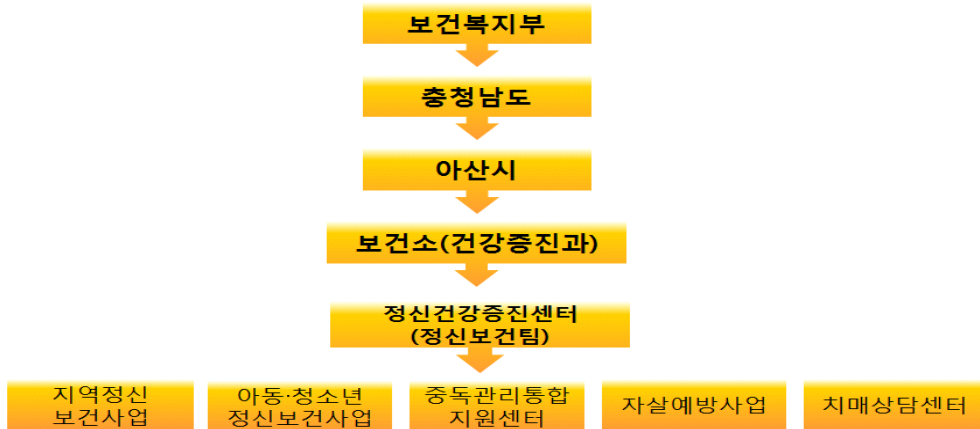 보건복지부
충청남도
아산시
보건소(건강증진과)
정신건강증진센터
(정신보건팀)
지역정신
보건사업
아동·청소년
정신보건사업
중독관리통합
지원센터
자살예방사업
치매상담센터